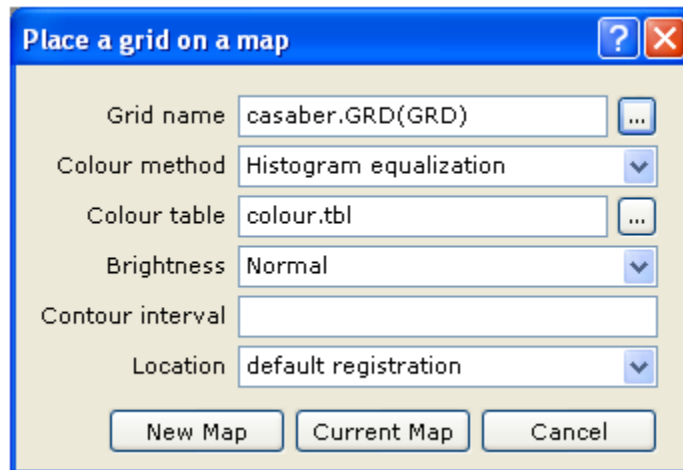 Place a grid on a map ?
Grid name casaber.GRD(GRD) ...
Colour method Histogram equalization
Colour table colour.tbl ...
Brightness Normal
Contour interval
Location default registration
New Map Current Map Cancel